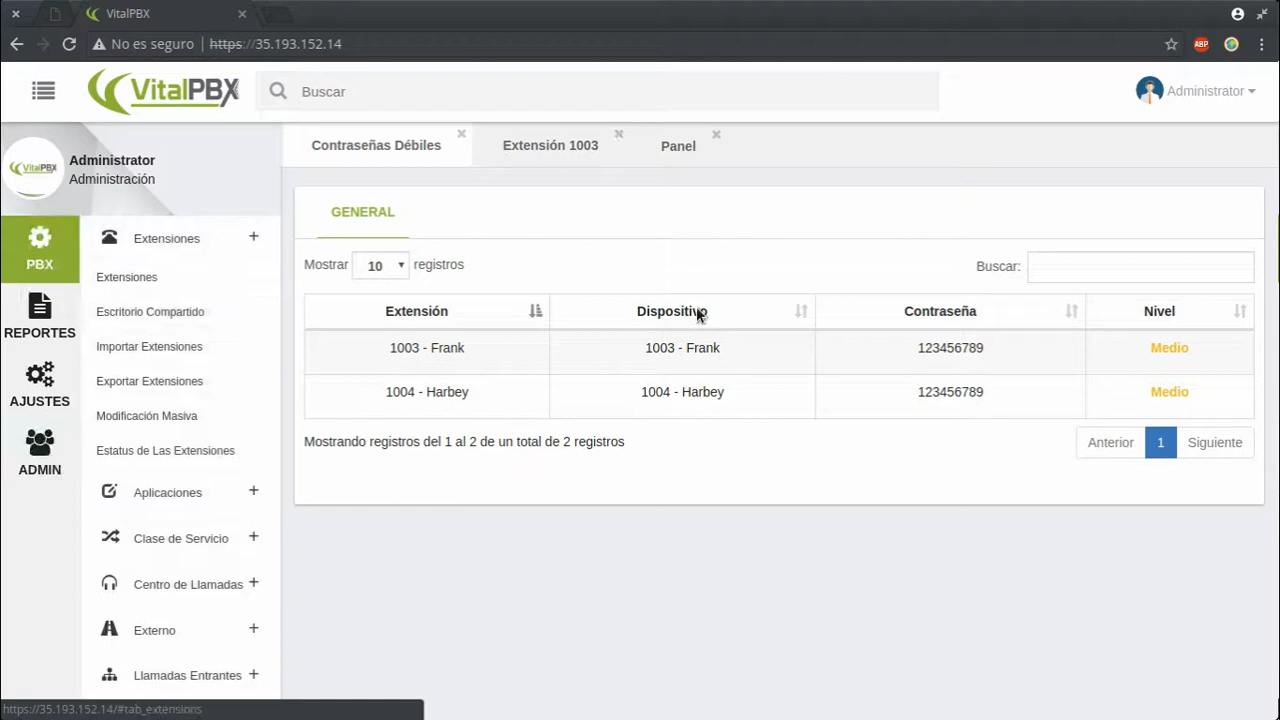 VitalPBX
No es seguro https://35.193.152.14
ABP
VitalPBX
Buscar
Administrator
VitalPBX
Administrator
Administración
Contraseñas Débiles
Extensión 1003
Panel
PBX
REPORTES
AJUSTES
ADMIN
Extensiones
Extensiones
Escritorio Compartido
Importar Extensiones
Exportar Extensiones
Modificación Masiva
Estatus de Las Extensiones
Aplicaciones
Clase de Servicio
Centro de Llamadas
Externo
Llamadas Entrantes
GENERAL
Mostrar 10 registros
Buscar:
Extensión Dispositivo Contraseña Nivel
1003 - Frank 1003 - Frank 123456789 Medio
1004 - Harbey 1004 - Harbey 123456789 Medio
Mostrando registros del 1 al 2 de un total de 2 registros
Anterior 1 Siguiente
https://35.193.152.14/#tab_extensions